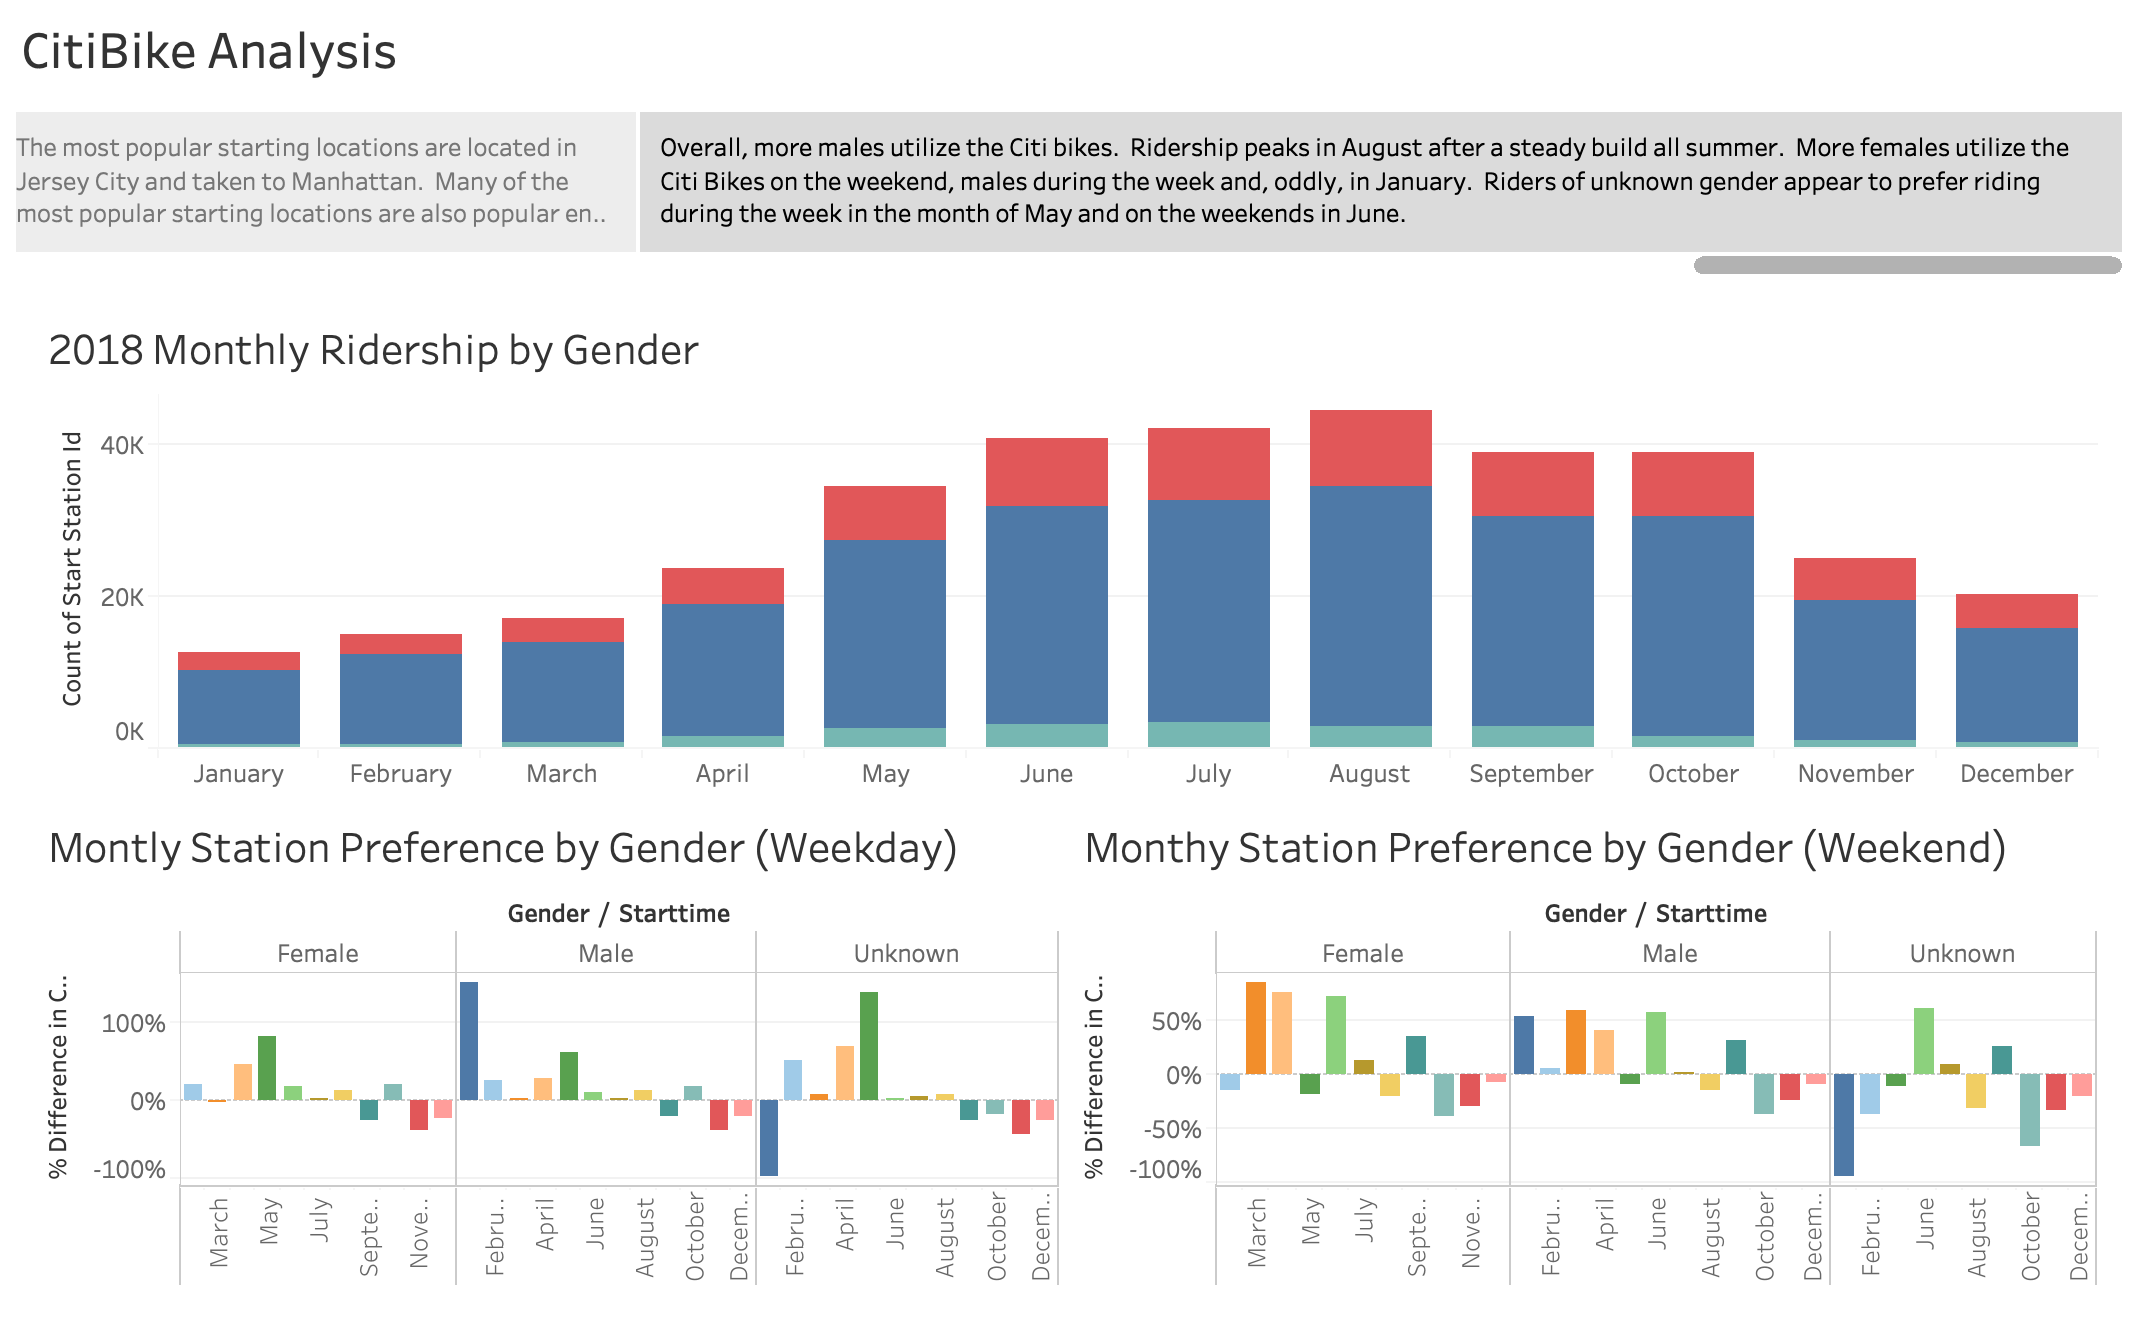 CitiBike Analysis
The most popular starting locations are located in
Jersey City and taken to Manhattan.  Many of the
most popular starting locations are also popular en..
Overall, more males utilize the Citi bikes.  Ridership peaks in August after a steady build all summer.  More females utilize the
Citi Bikes on the weekend, males during the week and, oddly, in January.  Riders of unknown gender appear to prefer riding
during the week in the month of May and on the weekends in June.
2018 Monthly Ridership by Gender
Count of Start Station Id
40K
20K
0K
January February March April May June July August September October November December
Montly Station Preference by Gender (Weekday)
Gender / Starttime
Female Male Unknown
% Difference in C..
100%
0%
-100%
March May July Septe.. Nove.. Febru.. April June August October Decem.. Febru.. April June August October Decem..
Monthy Station Preference by Gender (Weekend)
Gender / Starttime
Female Male Unknown
% Difference in C..
50%
0%
-50%
-100%
March May July Septe.. Nove.. Febru.. April June August October Decem.. Febru.. June August October Decem..